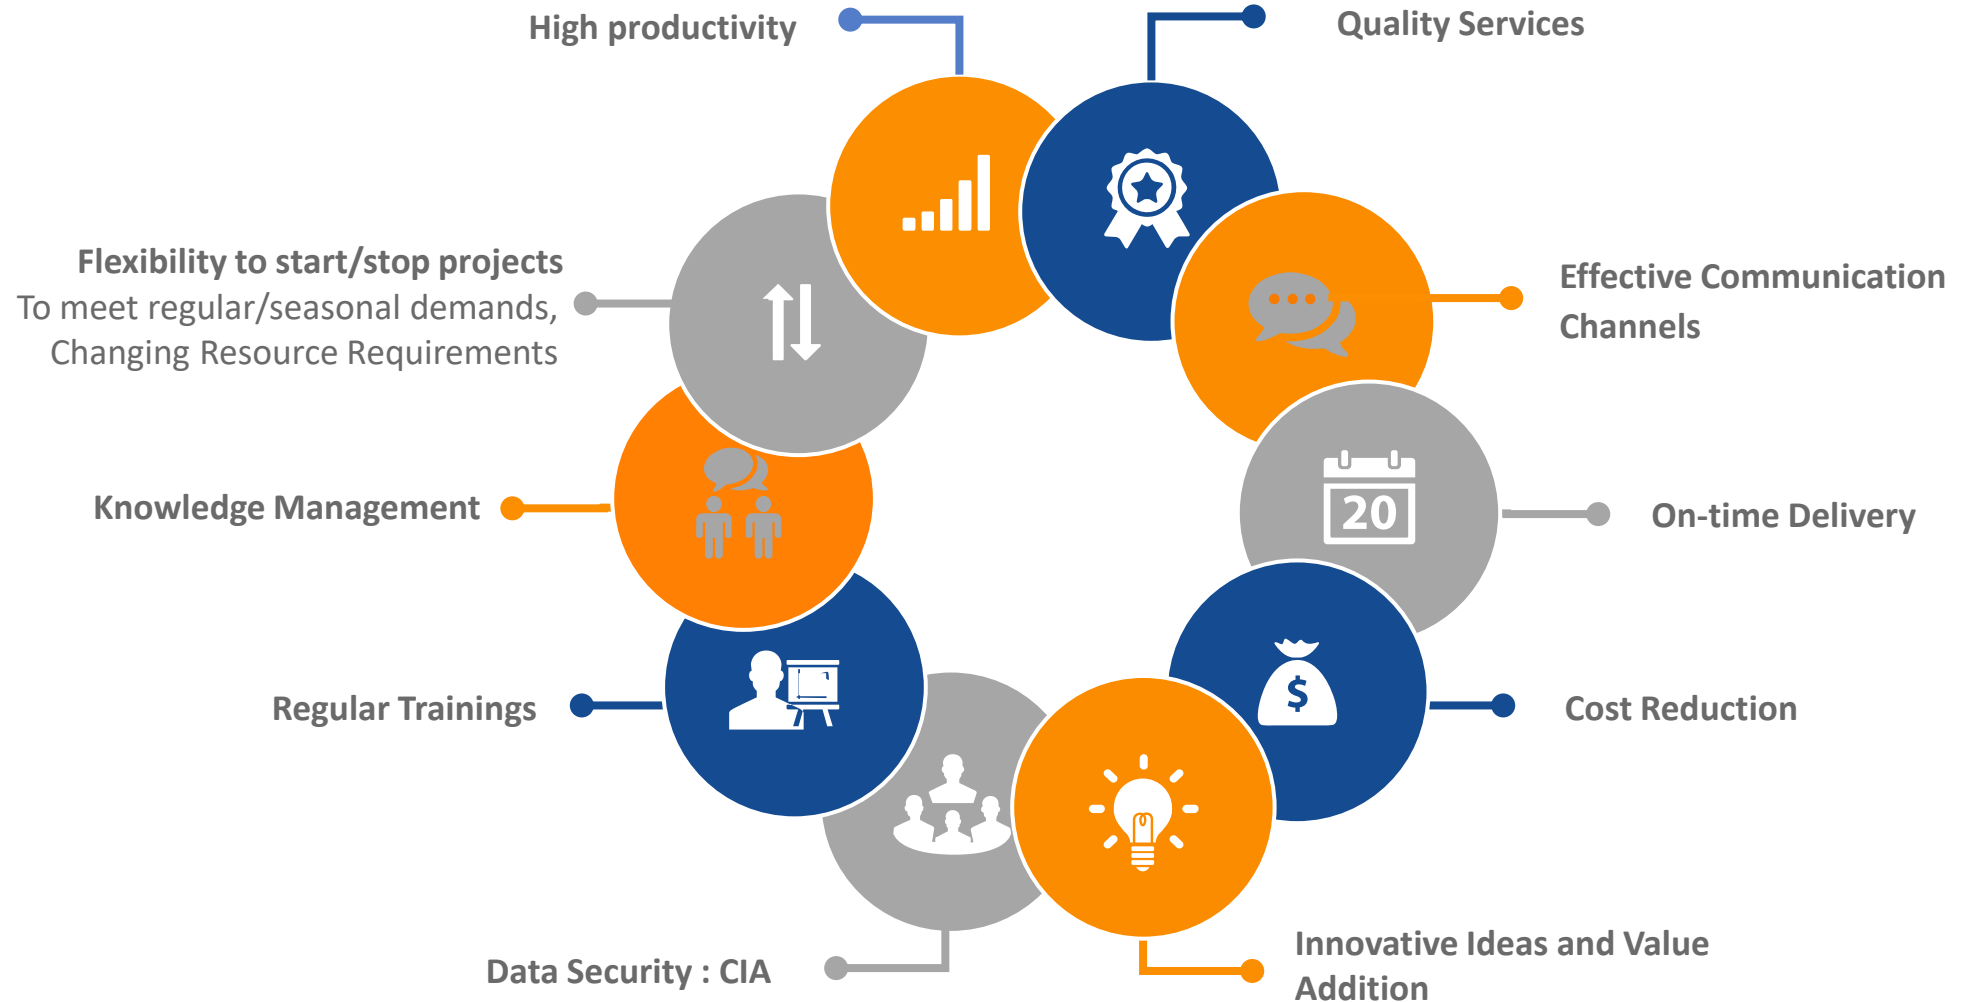 High productivity
Quality Services
Flexibility to start/stop projects
To meet regular/seasonal demands,
Changing Resource Requirements
Effective Communication
Channels
20
Knowledge Management
On-time Delivery
$
Regular Trainings
Cost Reduction
Data Security : CIA
Innovative Ideas and Value
Addition